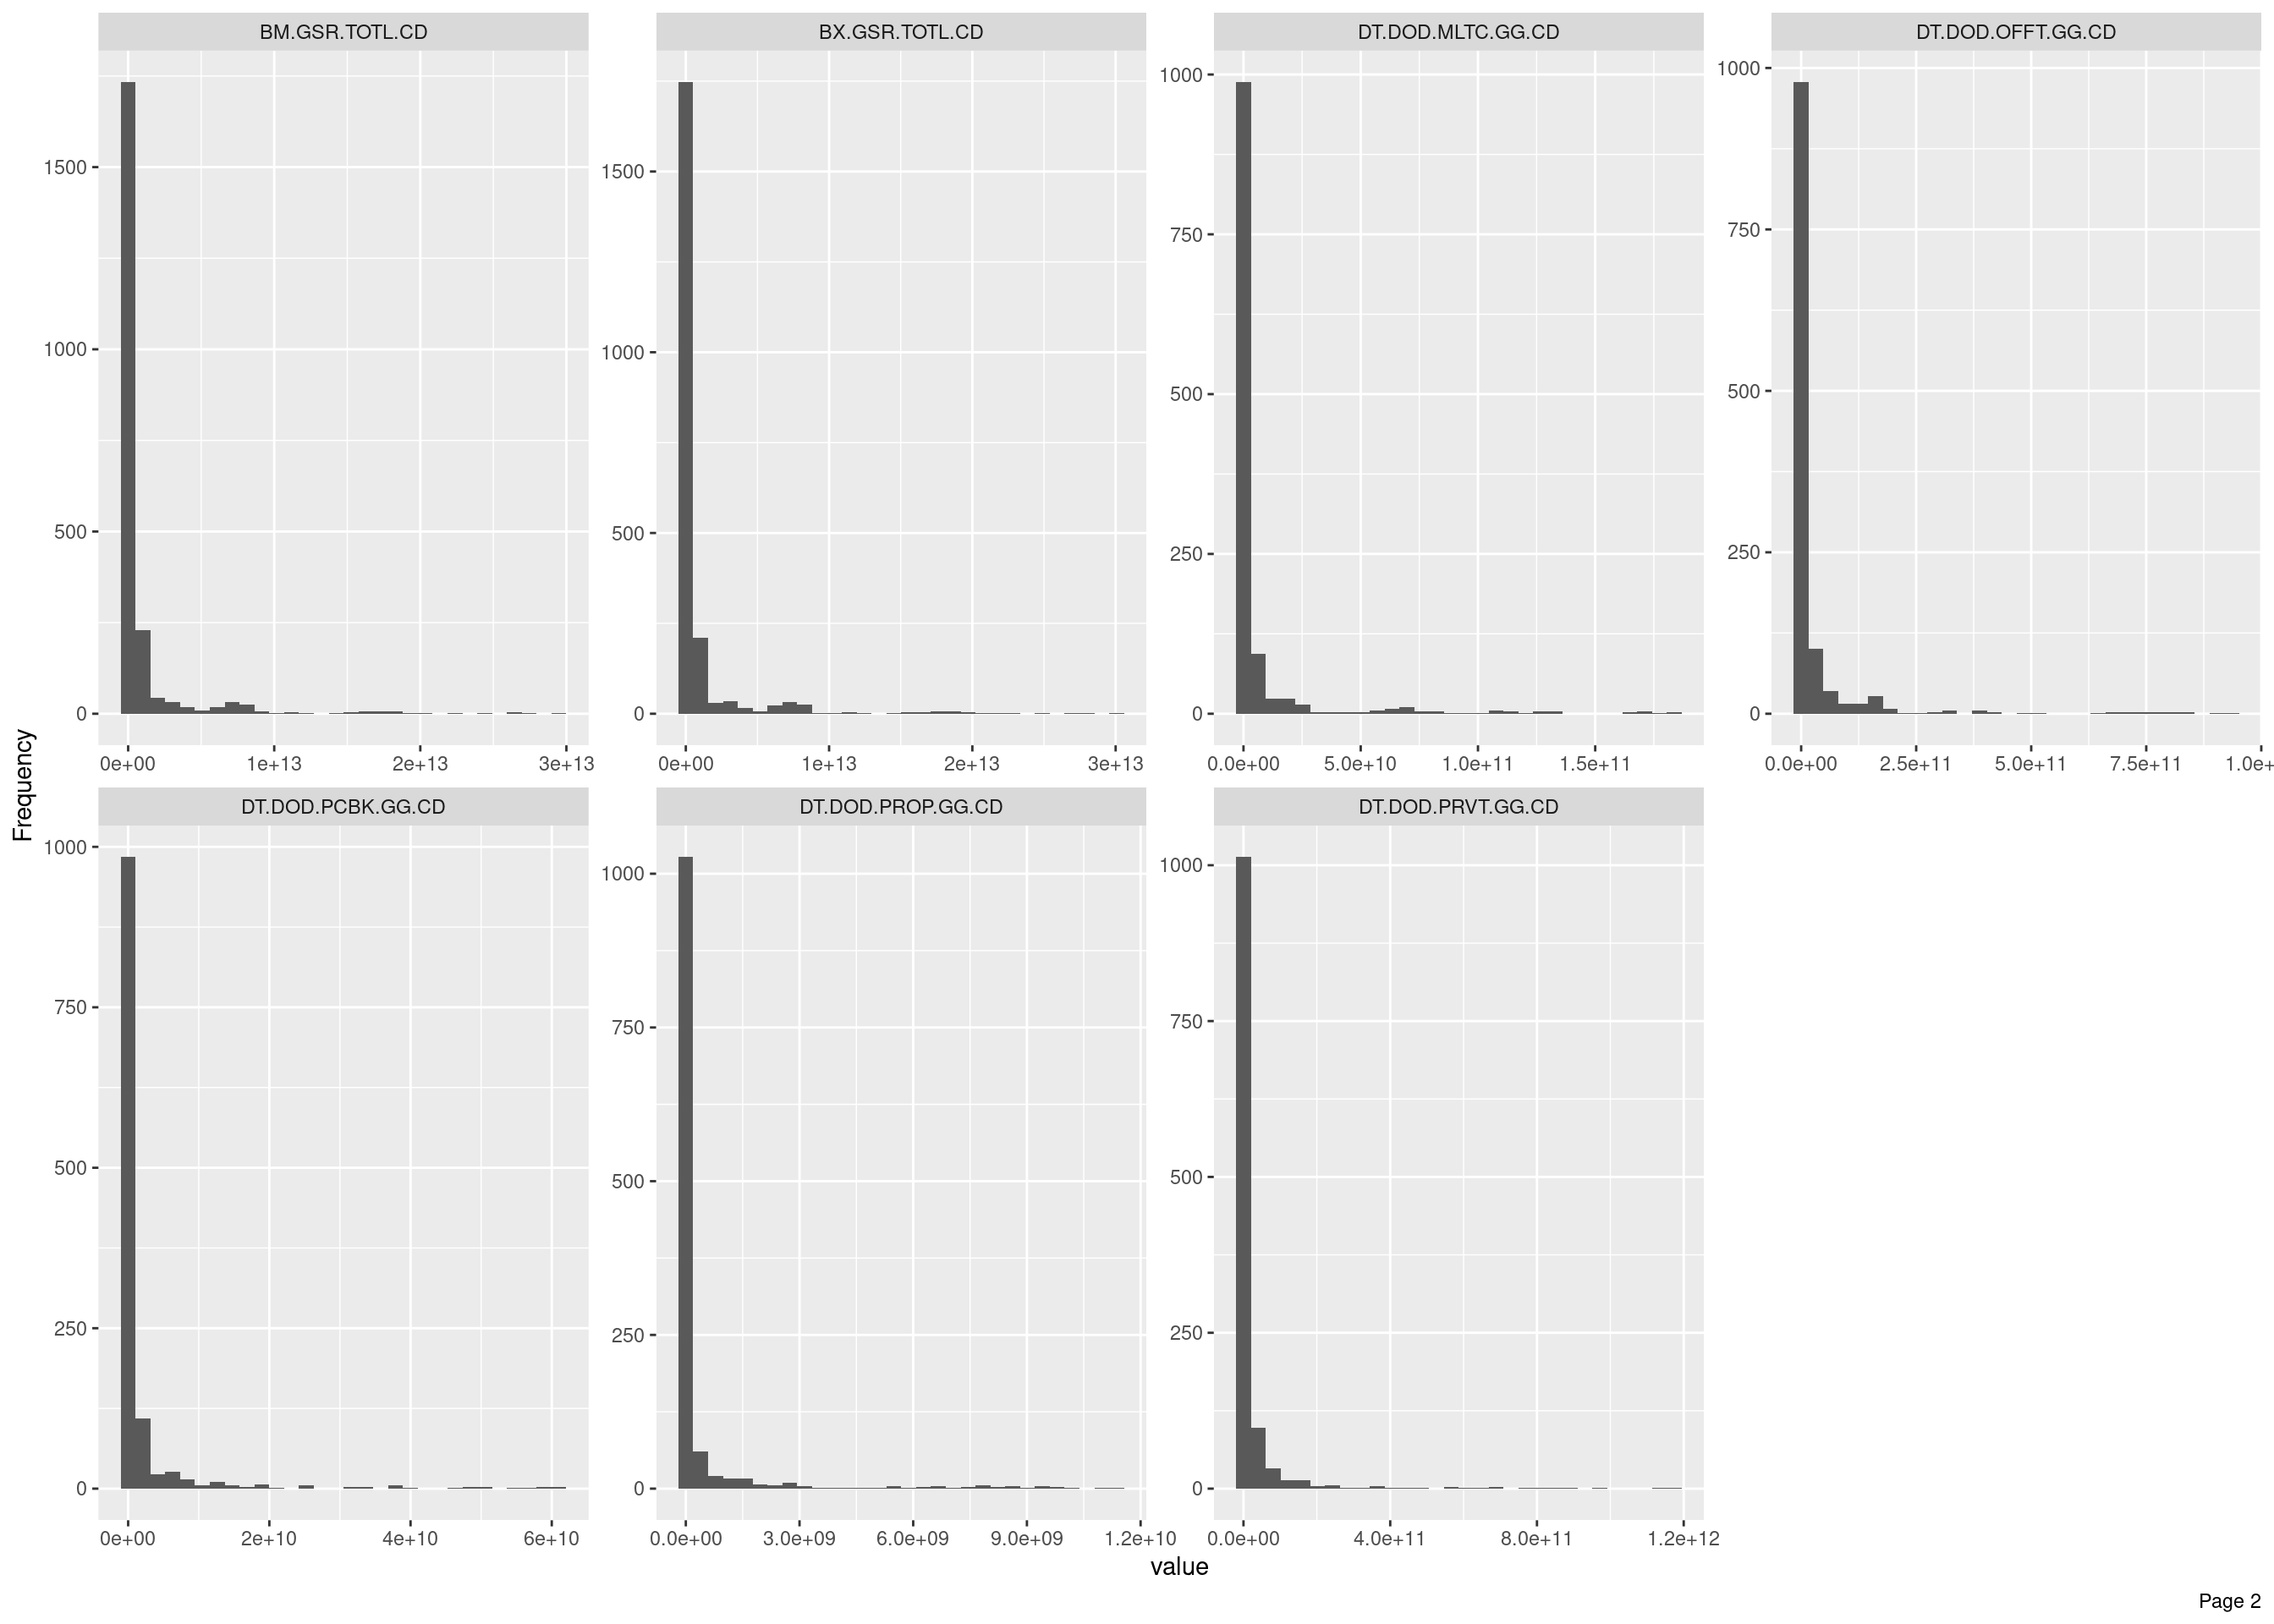 BM.GSR.TOTL.CD
BX.GSR.TOTL.CD
DT.DOD.MLTC.GG.CD
DT.DOD.OFFT.GG.CD
1500
1000
500
0
1500
1000
500
0
1000
750
500
250
0
1000
750
500
250
0
0e+00 1e+13 2e+13 3e+13
0e+00 1e+13 2e+13 3e+13
0.0e+00 5.0e+10 1.0e+11 1.5e+11
0.0e+00 2.5e+11 5.0e+11 7.5e+11 1.0e+
Frequency
DT.DOD.PCBK.GG.CD
DT.DOD.PROP.GG.CD
DT.DOD.PRVT.GG.CD
1000
750
500
250
0
1000
750
500
250
0
1000
750
500
250
0
0e+00 2e+10 4e+10 6e+10
0.0e+00 3.0e+09 6.0e+09 9.0e+09 1.2e+10
0.0e+00 4.0e+11 8.0e+11 1.2e+12
value
Page 2